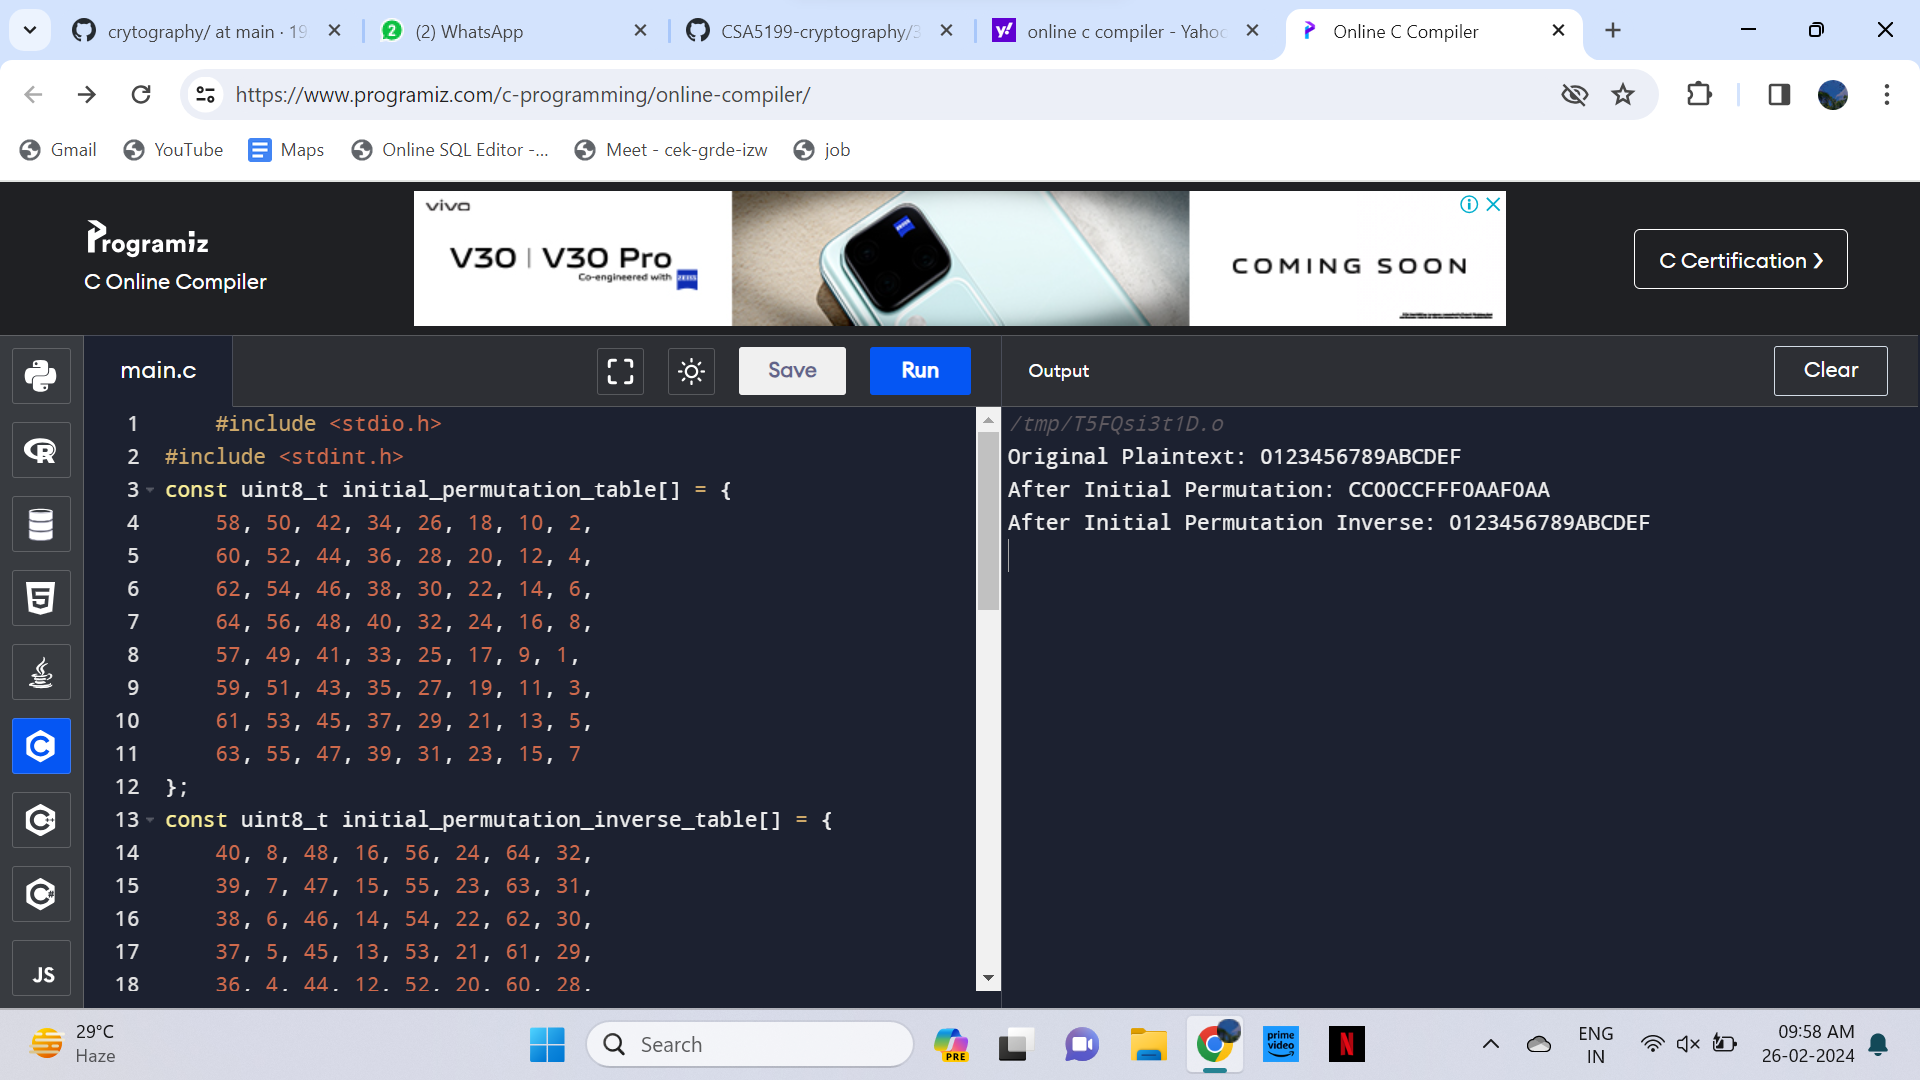 crytography/ at main · 19
(2) WhatsApp
CSA5199-cryptography/3
online c compiler - Yahoo
Online C Compiler
https://www.programiz.com/c-programming/online-compiler/
Gmail
YouTube
Maps
Online SQL Editor -...
Meet - cek-grde-izw
job
Programiz
C Online Compiler
vivo
V30 | V30 Pro
Co-engineered with ZEISS
COMING SOON
C Certification ❯
main.c
Save
Run
Output
Clear
1 #include <stdio.h>
2 #include <stdint.h>
3 const uint8_t initial_permutation_table[] = {
4 58, 50, 42, 34, 26, 18, 10, 2,
5 60, 52, 44, 36, 28, 20, 12, 4,
6 62, 54, 46, 38, 30, 22, 14, 6,
7 64, 56, 48, 40, 32, 24, 16, 8,
8 57, 49, 41, 33, 25, 17, 9, 1,
9 59, 51, 43, 35, 27, 19, 11, 3,
10 61, 53, 45, 37, 29, 21, 13, 5,
11 63, 55, 47, 39, 31, 23, 15, 7
12 };
13 const uint8_t initial_permutation_inverse_table[] = {
14 40, 8, 48, 16, 56, 24, 64, 32,
15 39, 7, 47, 15, 55, 23, 63, 31,
16 38, 6, 46, 14, 54, 22, 62, 30,
17 37, 5, 45, 13, 53, 21, 61, 29,
18 36, 4, 44, 12, 52, 20, 60, 28,
/tmp/T5FQsi3t1D.o
Original Plaintext: 0123456789ABCDEF
After Initial Permutation: CC00CCFFF0AAF0AA
After Initial Permutation Inverse: 0123456789ABCDEF
JS
29°C
Haze
Search
PRE
prime
video
N
ENG
IN
09:58 AM
26-02-2024